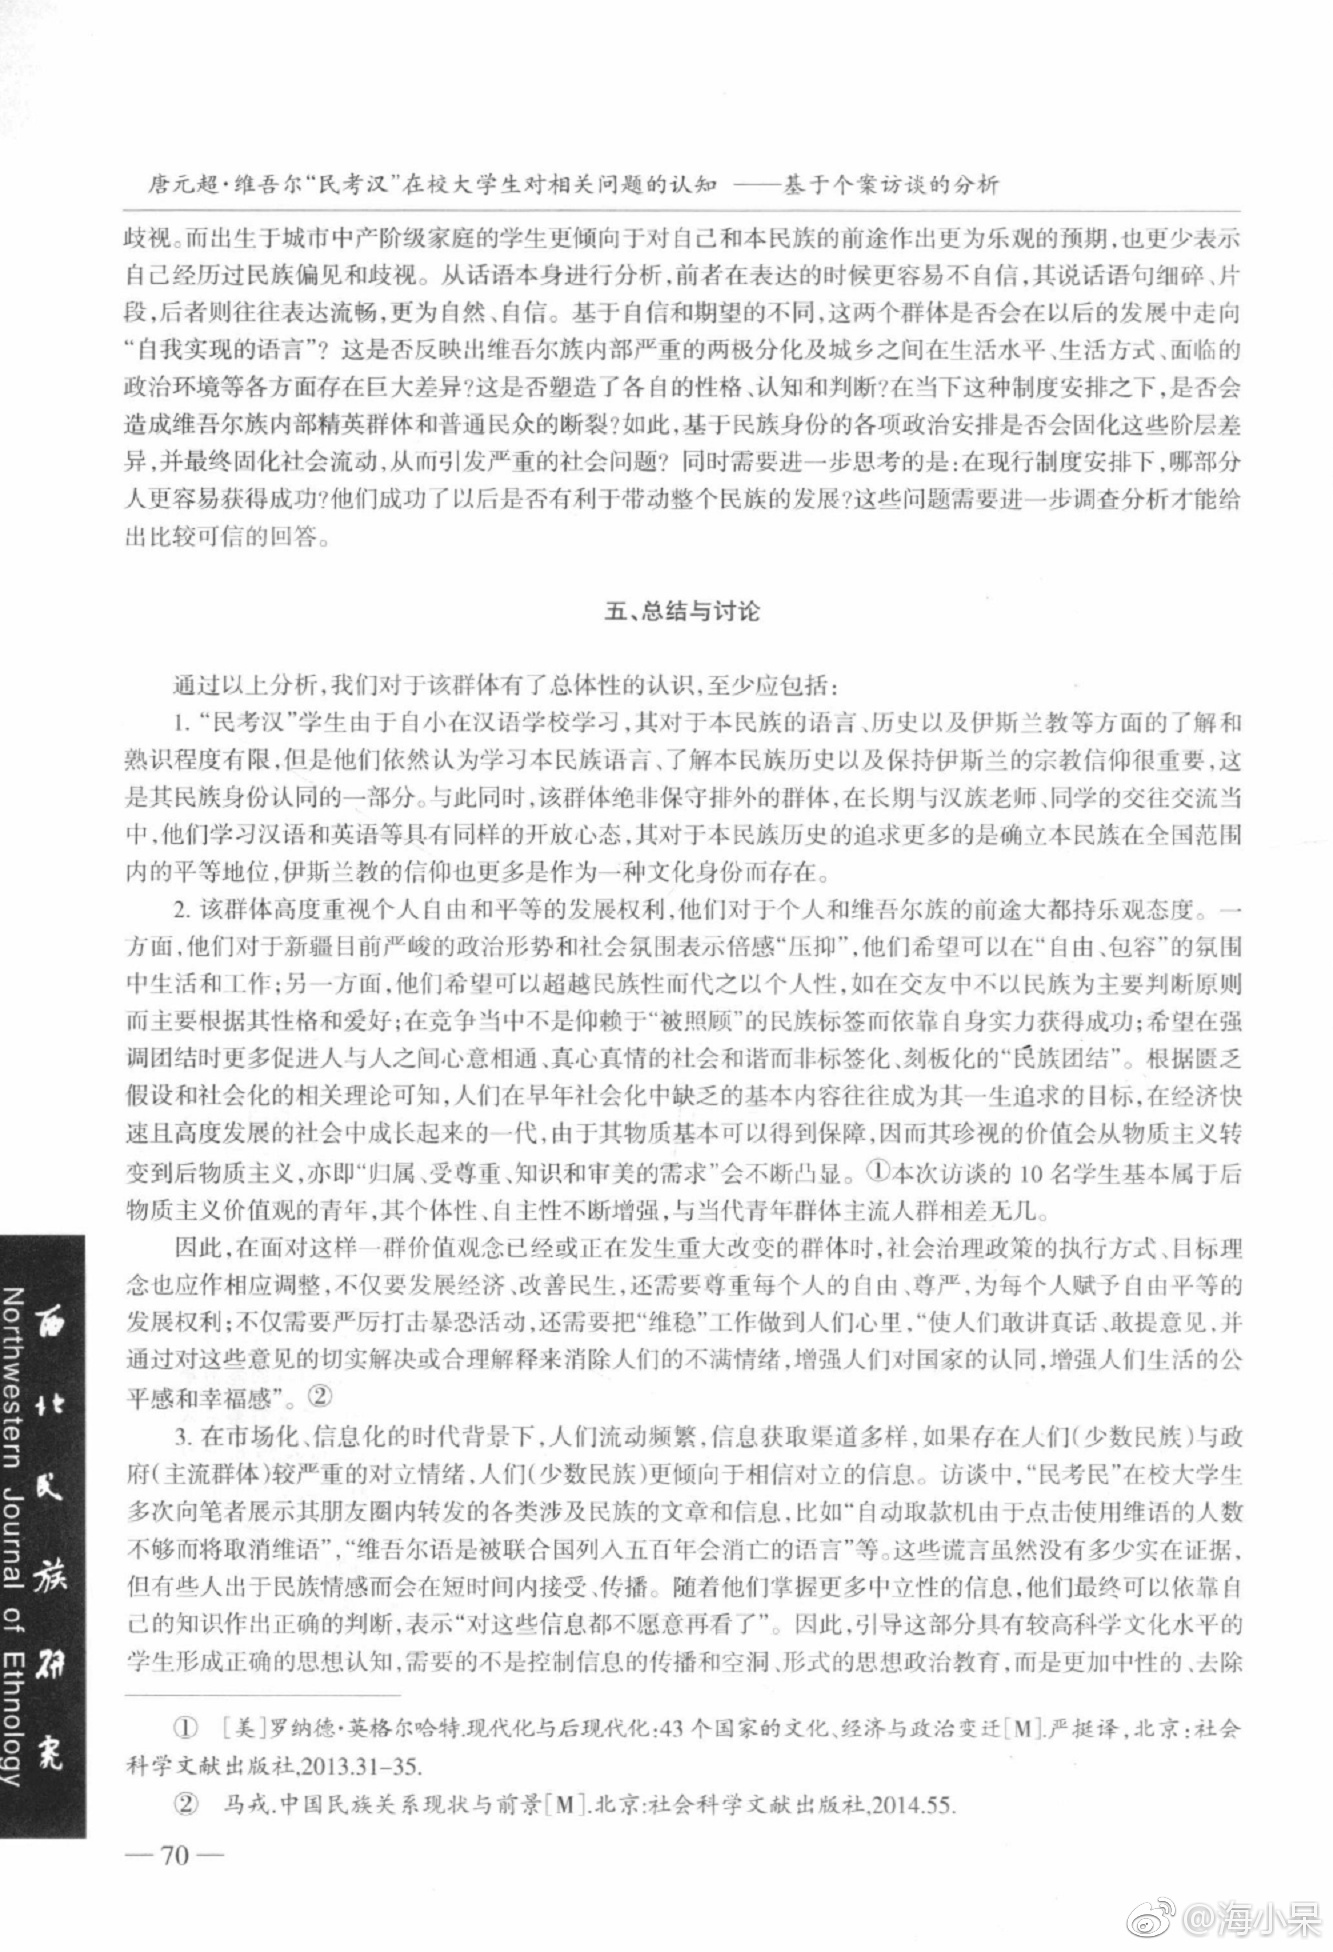 唐元超·维吾尔“民考汉”在校大学生对相关问题的认知 ——基于个案访谈的分析
歧视。而出生于城市中产阶级家庭的学生更倾向于对自己和本民族的前途作出更为乐观的预期,也更少表示
自己经历过民族偏见和歧视。从话语本身进行分析,前者在表达的时候更容易不自信,其说话语句细碎、片
段,后者则往往表达流畅,更为自然、自信。基于自信和期望的不同,这两个群体是否会在以后的发展中走向
“自我实现的语言”? 这是否反映出维吾尔族内部严重的两极分化及城乡之间在生活水平、生活方式、面临的
政治环境等各方面存在巨大差异?这是否塑造了各自的性格、认知和判断?在当下这种制度安排之下,是否会
造成维吾尔族内部精英群体和普通民众的断裂?如此,基于民族身份的各项政治安排是否会固化这些阶层差
异,并最终固化社会流动,从而引发严重的社会问题? 同时需要进一步思考的是:在现行制度安排下,哪部分
人更容易获得成功?他们成功了以后是否有利于带动整个民族的发展?这些问题需要进一步调查分析才能给
出比较可信的回答。
五、总结与讨论
通过以上分析,我们对于该群体有了总体性的认识,至少应包括:
1. “民考汉”学生由于自小在汉语学校学习,其对于本民族的语言、历史以及伊斯兰教等方面的了解和
熟识程度有限,但是他们依然认为学习本民族语言、了解本民族历史以及保持伊斯兰的宗教信仰很重要,这
是其民族身份认同的一部分。与此同时,该群体绝非保守排外的群体,在长期与汉族老师、同学的交往交流当
中,他们学习汉语和英语等具有同样的开放心态,其对于本民族历史的追求更多的是确立本民族在全国范围
内的平等地位,伊斯兰教的信仰也更多是作为一种文化身份而存在。
2. 该群体高度重视个人自由和平等的发展权利,他们对于个人和维吾尔族的前途大都持乐观态度。一
方面,他们对于新疆目前严峻的政治形势和社会氛围表示倍感“压抑”,他们希望可以在“自由、包容”的氛围
中生活和工作;另一方面,他们希望可以超越民族性而代之以个人性,如在交友中不以民族为主要判断原则
而主要根据其性格和爱好;在竞争当中不是仰赖于“被照顾”的民族标签而依靠自身实力获得成功;希望在强
调团结时更多促进人与人之间心意相通、真心真情的社会和谐而非标签化、刻板化的“民族团结”。根据匮乏
假设和社会化的相关理论可知,人们在早年社会化中缺乏的基本内容往往成为其一生追求的目标,在经济快
速且高度发展的社会中成长起来的一代,由于其物质基本可以得到保障,因而其珍视的价值会从物质主义转
变到后物质主义,亦即“归属、受尊重、知识和审美的需求”会不断凸显。①本次访谈的 10 名学生基本属于后
物质主义价值观的青年,其个体性、自主性不断增强,与当代青年群体主流人群相差无几。
因此,在面对这样一群价值观念已经或正在发生重大改变的群体时,社会治理政策的执行方式、目标理
念也应作相应调整,不仅要发展经济、改善民生,还需要尊重每个人的自由、尊严,为每个人赋予自由平等的
发展权利;不仅需要严厉打击暴恐活动,还需要把“维稳”工作做到人们心里,“使人们敢讲真话、敢提意见,并
通过对这些意见的切实解决或合理解释来消除人们的不满情绪,增强人们对国家的认同,增强人们生活的公
平感和幸福感”。②
3. 在市场化、信息化的时代背景下,人们流动频繁,信息获取渠道多样,如果存在人们(少数民族)与政
府(主流群体)较严重的对立情绪,人们(少数民族)更倾向于相信对立的信息。访谈中,“民考民”在校大学生
多次向笔者展示其朋友圈内转发的各类涉及民族的文章和信息,比如“自动取款机由于点击使用维语的人数
不够而将取消维语”,“维吾尔语是被联合国列入五百年会消亡的语言”等。这些谎言虽然没有多少实在证据,
但有些人出于民族情感而会在短时间内接受、传播。随着他们掌握更多中立性的信息,他们最终可以依靠自
己的知识作出正确的判断,表示“对这些信息都不愿意再看了”。因此,引导这部分具有较高科学文化水平的
学生形成正确的思想认知,需要的不是控制信息的传播和空洞、形式的思想政治教育,而是更加中性的、去除
① [美]罗纳德·英格尔哈特.现代化与后现代化:43 个国家的文化、经济与政治变迁[M].严挺译,北京:社会
科学文献出版社,2013.31-35.
② 马戎.中国民族关系现状与前景[M].北京:社会科学文献出版社,2014.55.
— 70 —
西北民族研究
Northwestern Journal of Ethnology
@海小呆